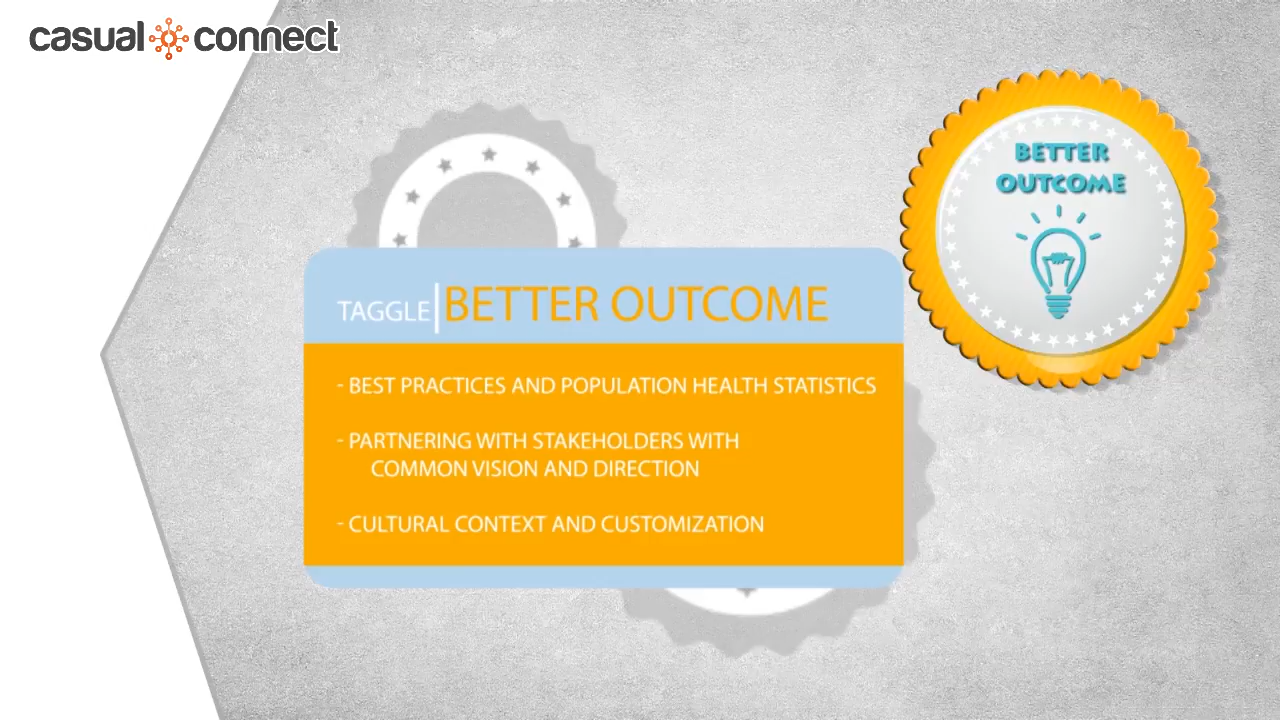 casual connect
BETTER
OUTCOME
TAGGLE|BETTER OUTCOME
- BEST PRACTICES AND POPULATION HEALTH STATISTICS
- PARTNERING WITH STAKEHOLDERS WITH
COMMON VISION AND DIRECTION
- CULTURAL CONTEXT AND CUSTOMIZATION